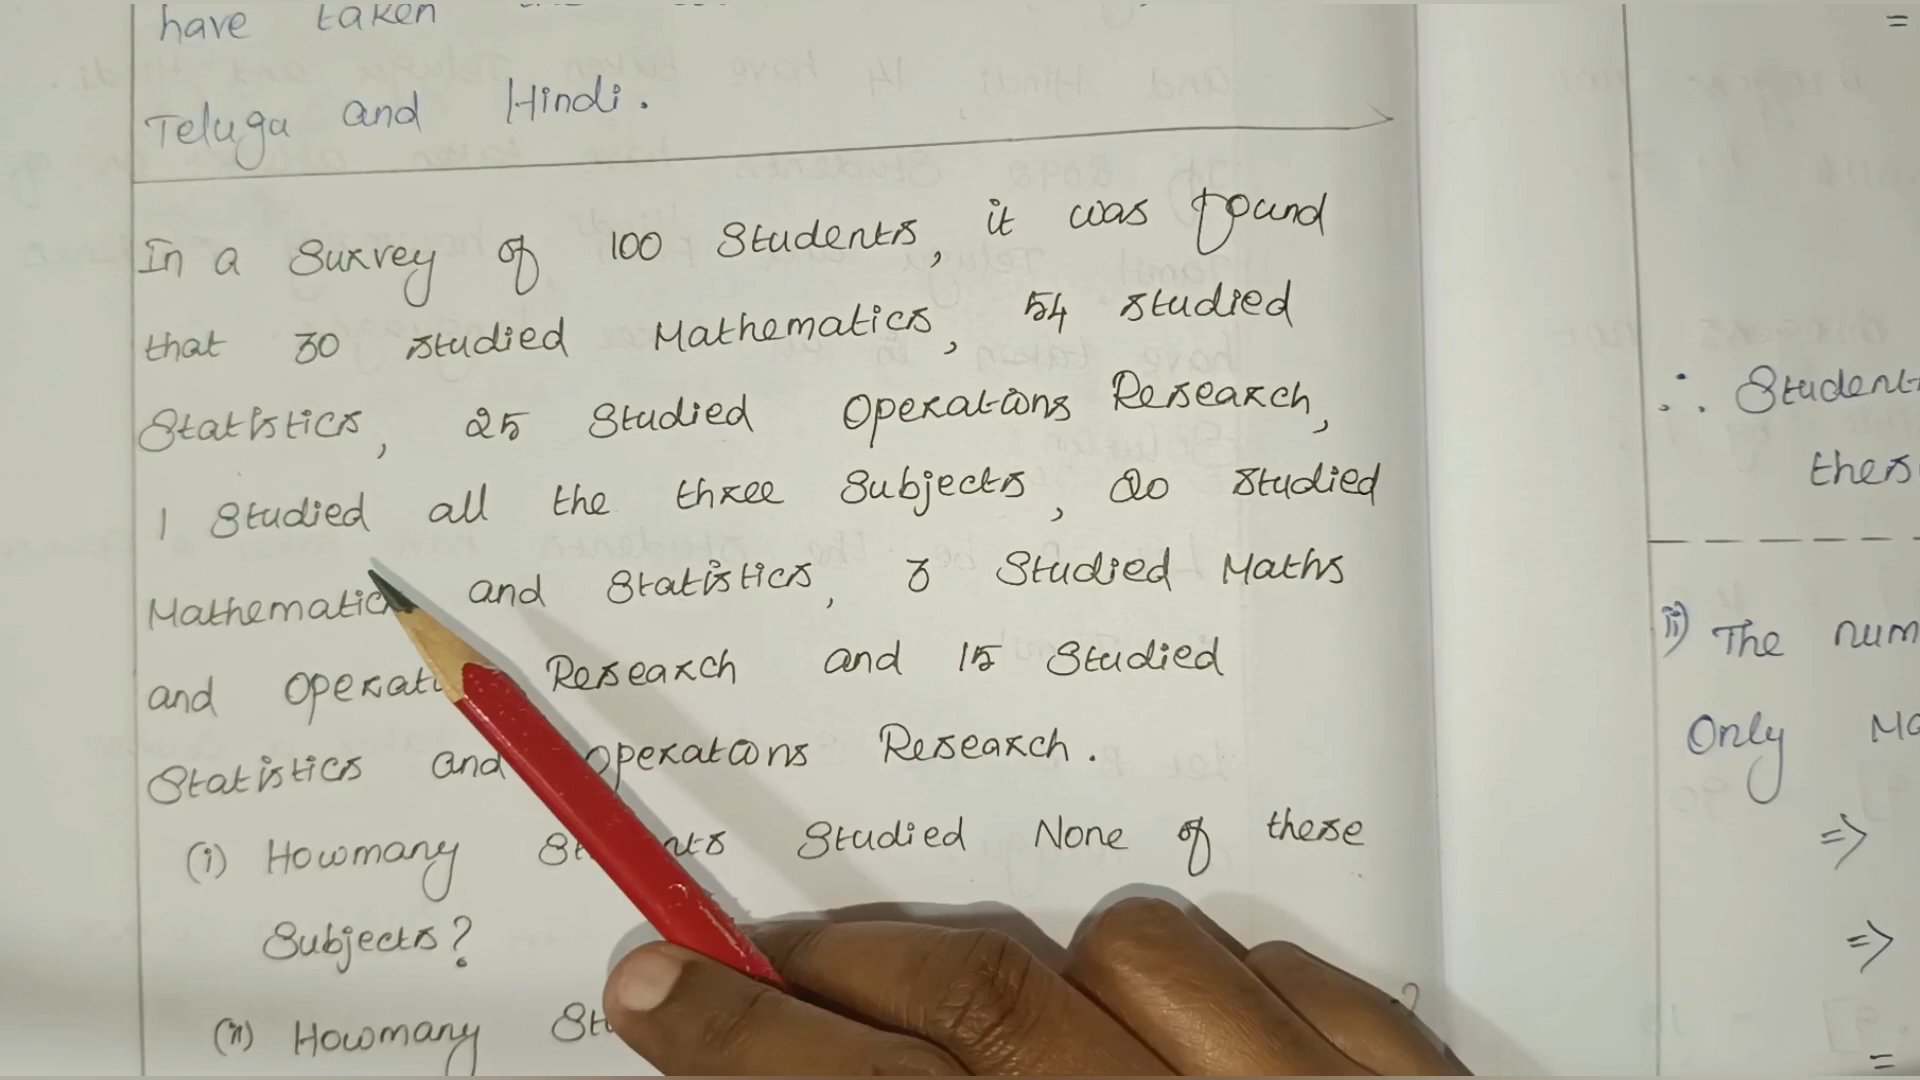 have taken
Telugu and Hindi.
In a Survey of 100 Students, it was found
that 30 studied Mathematics, 54 studied
Statistics, 25 Studied Operations Research,
1 Studied all the three Subjects, 20 Studied
Mathematics and Statistics, 3 Studied Maths
and Research and 15 Studied
Statistics and operations Research.
(i) Howmany Studied None of these
Subjects?
(ii) Howmany
?
=
∴ Student
thes
ii) The num
Only
=>
=>
=